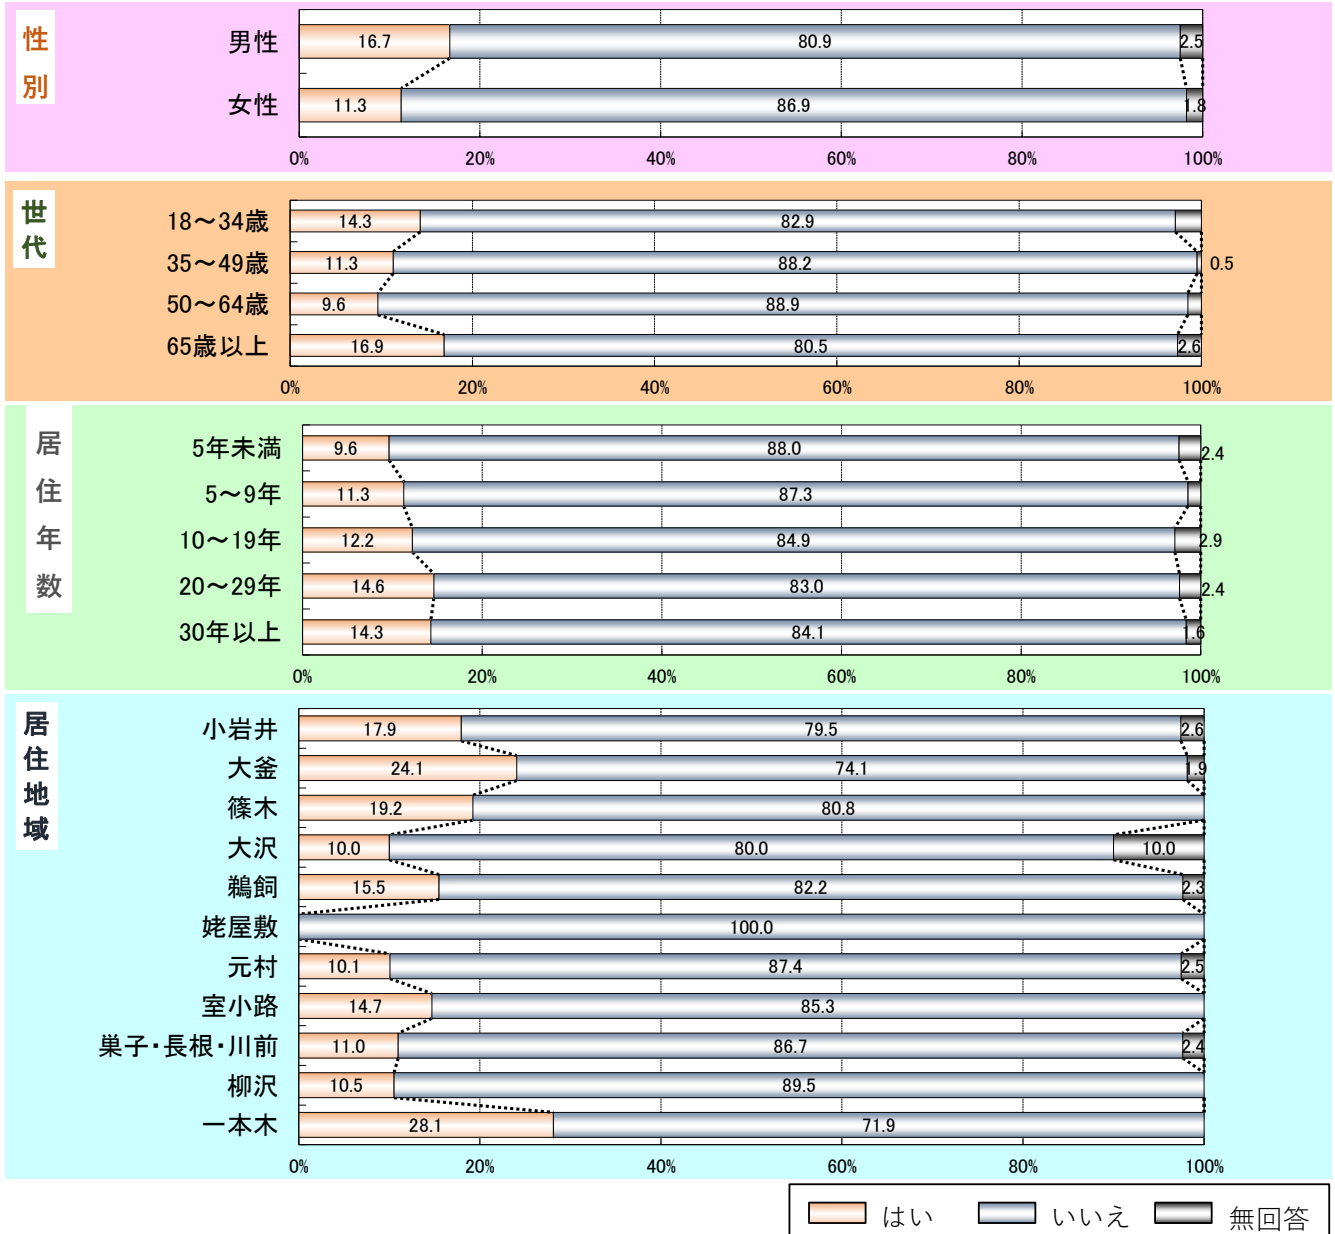 性別
男性 16.7 80.9 2.5
女性 11.3 86.9 1.8
0% 20% 40% 60% 80% 100%
世代
18～34歳 14.3 82.9
35～49歳 11.3 88.2 0.5
50～64歳 9.6 88.9
65歳以上 16.9 80.5 2.6
0% 20% 40% 60% 80% 100%
居住年数
5年未満 9.6 88.0 2.4
5～9年 11.3 87.3
10～19年 12.2 84.9 2.9
20～29年 14.6 83.0 2.4
30年以上 14.3 84.1 1.6
0% 20% 40% 60% 80% 100%
居住地域
小岩井 17.9 79.5 2.6
大釜 24.1 74.1 1.9
篠木 19.2 80.8
大沢 10.0 80.0 10.0
鵜飼 15.5 82.2 2.3
姥屋敷 100.0
元村 10.1 87.4 2.5
室小路 14.7 85.3
巣子・長根・川前 11.0 86.7 2.4
柳沢 10.5 89.5
一本木 28.1 71.9
0% 20% 40% 60% 80% 100%
はい いいえ 無回答